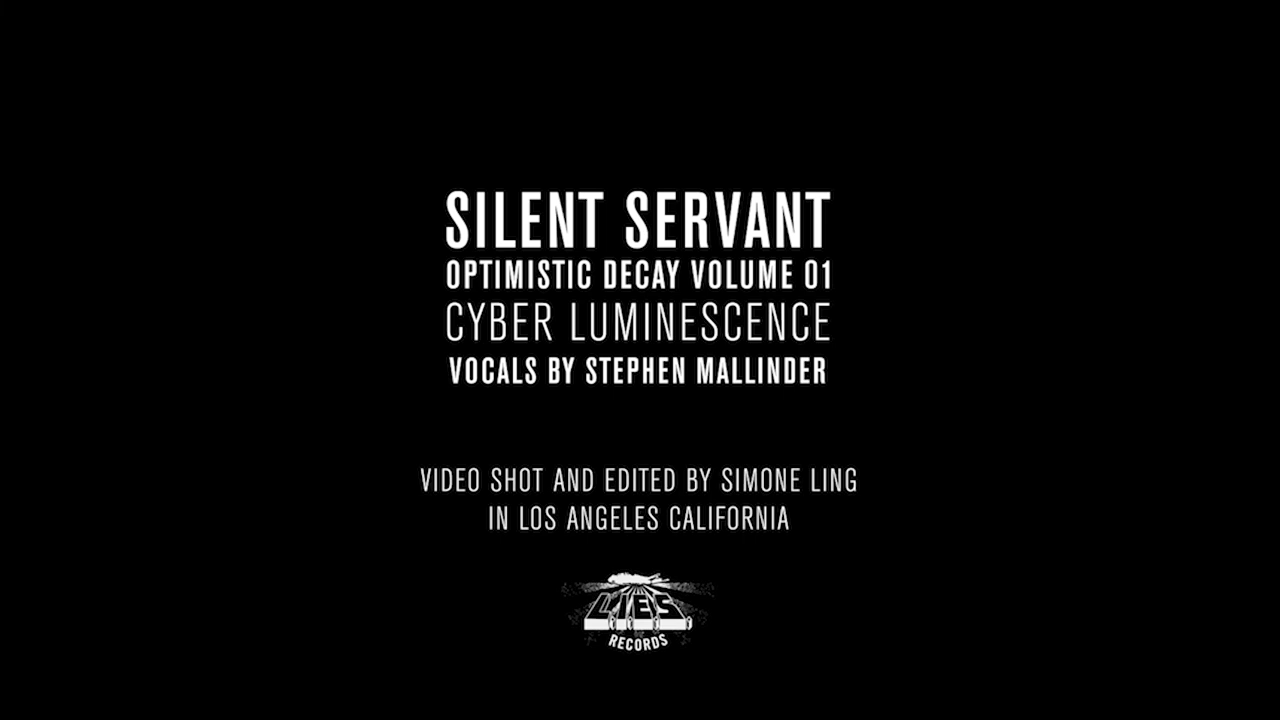 SILENT SERVANT
OPTIMISTIC DECAY VOLUME 01
CYBER LUMINESCENCE
VOCALS BY STEPHEN MALLINDER
VIDEO SHOT AND EDITED BY SIMONE LING
IN LOS ANGELES CALIFORNIA
L.I.E.S
RECORDS